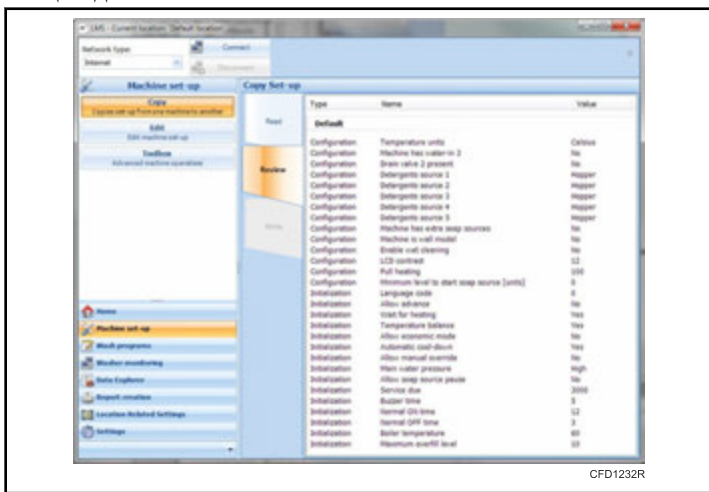 LMS - Current location: Default location
Network type:
Internet
Connect
Disconnect
Machine set-up
Copy
Copies set-up from one machine to another
Edit
Edit machine set-up
Toolbox
Advanced machine operations
Home
Machine set-up
Wash programs
Washer monitoring
Data Explorer
Report creation
Location Related Settings
Settings
Copy Set-up
Read
Review
Write
Type Name Value
Default
Configuration Temperature units Celsius
Configuration Machine has water-in 3 No
Configuration Drain valve 2 present No
Configuration Detergents source 1 Hopper
Configuration Detergents source 2 Hopper
Configuration Detergents source 3 Hopper
Configuration Detergents source 4 Hopper
Configuration Detergents source 5 Hopper
Configuration Machine has extra soap sources No
Configuration Machine is wall model No
Configuration Enable wet cleaning No
Configuration LCD contrast 12
Configuration Full heating 100
Configuration Minimum level to start soap source [units] 0
Initialization Language code 0
Initialization Allow advance No
Initialization Wait for heating Yes
Initialization Temperature balance Yes
Initialization Allow economic mode No
Initialization Automatic cool-down Yes
Initialization Allow manual override No
Initialization Main water pressure High
Initialization Allow soap source pause No
Initialization Service due 2000
Initialization Buzzer time 5
Initialization Normal ON time 12
Initialization Normal OFF time 3
Initialization Boiler temperature 60
Initialization Maximum overfill level 10
CFD1232R